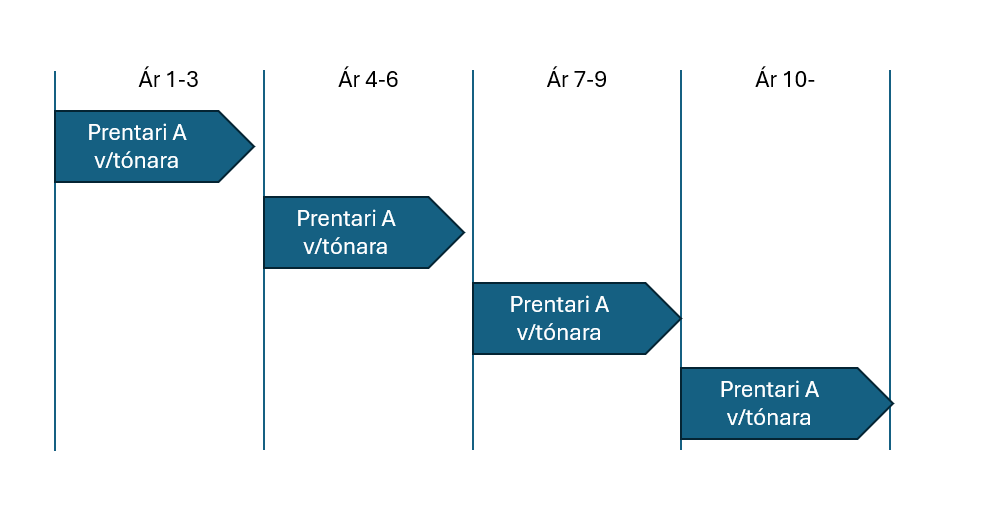 Ár 1-3
Ár 4-6
Ár 7-9
Ár 10-
Prentari A
v/tónara
Prentari A
v/tónara
Prentari A
v/tónara
Prentari A
v/tónara